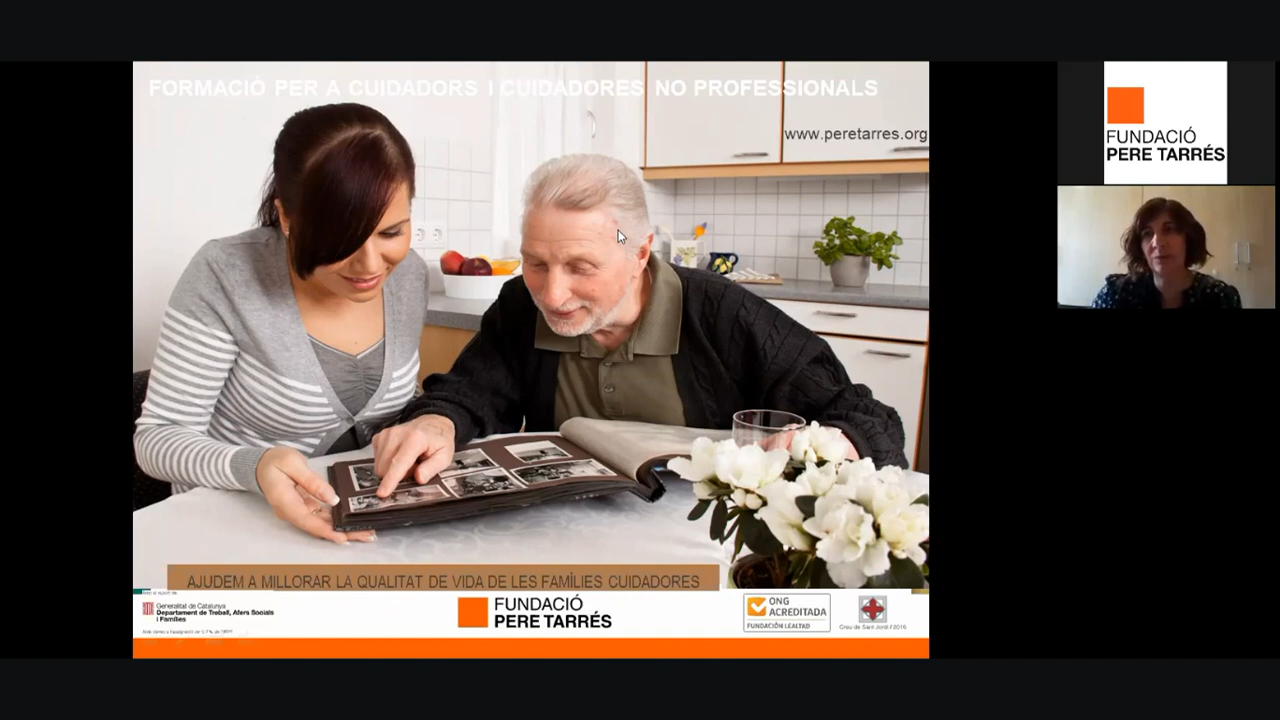 FORMACIÓ PER A CUIDADORS I CUIDADORES NO PROFESSIONALS
www.peretarres.org
FUNDACIÓ
PERE TARRÉS
AJUDEM A MILLORAR LA QUALITAT DE VIDA DE LES FAMÍLIES CUIDADORES
Generalitat de Catalunya
Departament de Treball, Afers Socials
i Famílies
FUNDACIÓ
PERE TARRÉS
ONG
ACREDITADA
FUNDACIÓN LEALTAD
Creu de Sant Jordi / 2016